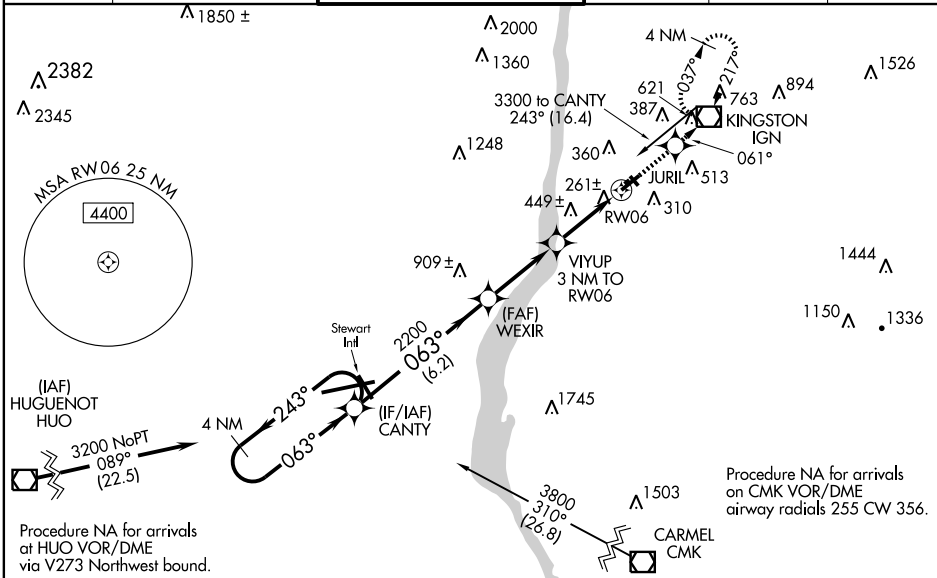 1850 ±
2000
4 NM
1360
2382
1526
037°
217°
2345
621
763
894
3300 to CANTY
243° (16.4)
387
KINGSTON
IGN
1248
360
061°
MSA RW06 25 NM
JURIL
513
261±
4400
449 ±
RW06
310
VIYUP
3 NM TO
RW06
909 ±
1444
(FAF)
WEXIR
1150
1336
Stewart
Intl
2200
063°
(6.2)
(IAF)
HUGUENOT
HUO
243°
(IF/IAF)
CANTY
1745
4 NM
063°
3200 NoPT
089°
(22.5)
3800
310°
(26.8)
1503
Procedure NA for arrivals
on CMK VOR/DME
airway radials 255 CW 356.
Procedure NA for arrivals
at HUO VOR/DME
via V273 Northwest bound.
CARMEL
CMK